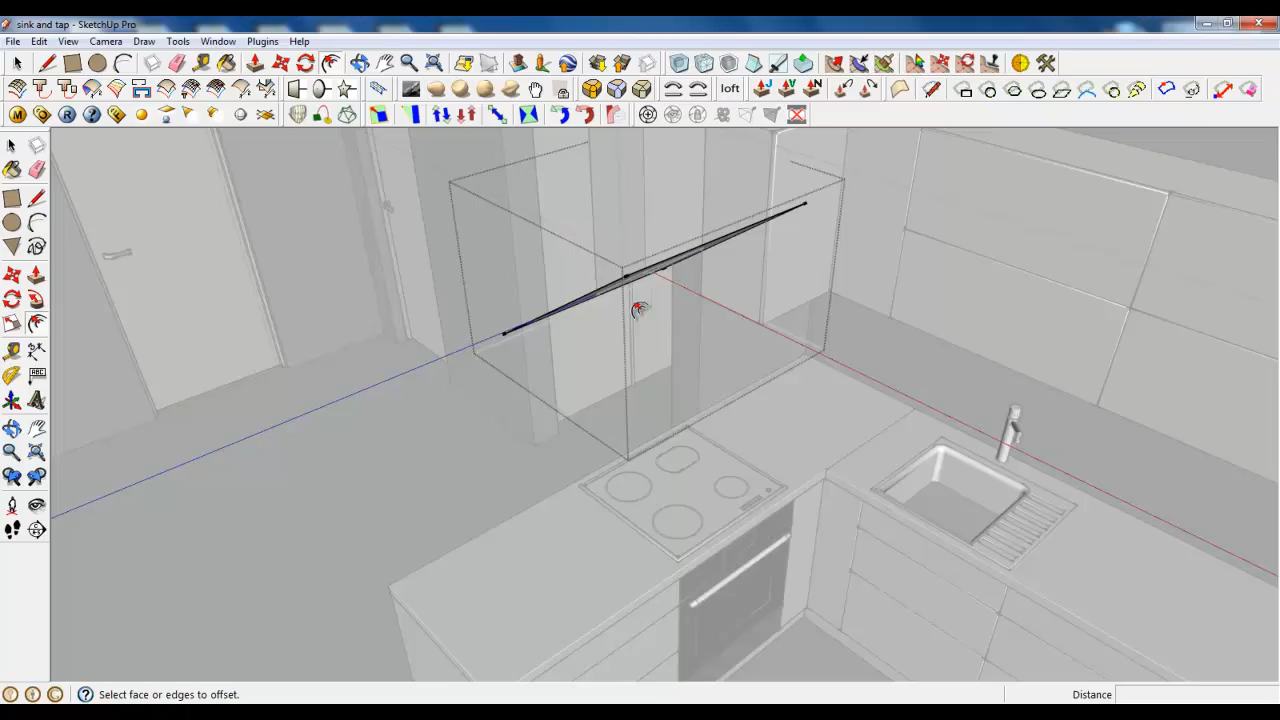 sink and tap - SketchUp Pro
File Edit View Camera Draw Tools Window Plugins Help
loft
ABC
Select face or edges to offset.
Distance